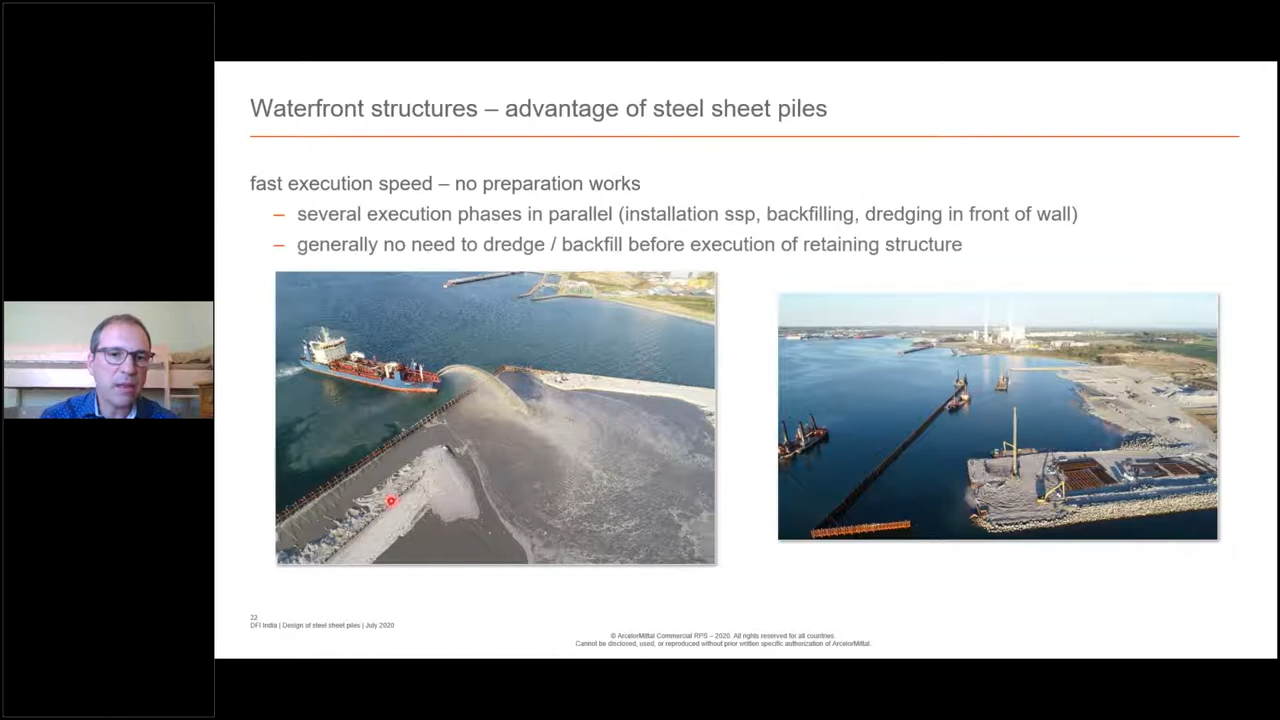 Waterfront structures – advantage of steel sheet piles
fast execution speed – no preparation works
– several execution phases in parallel (installation ssp, backfilling, dredging in front of wall)
– generally no need to dredge / backfill before execution of retaining structure
22
DFI India | Design of steel sheet piles | July 2020
© ArcelorMittal Commercial RPS – 2020. All rights reserved for all countries.
Cannot be disclosed, used, or reproduced without prior written specific authorization of ArcelorMittal.